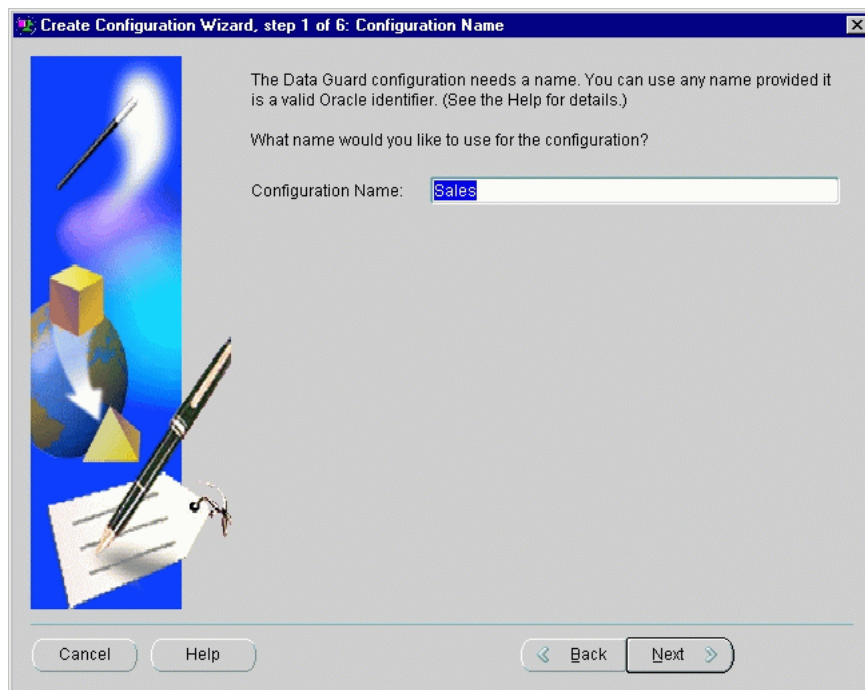 Create Configuration Wizard, step 1 of 6: Configuration Name
The Data Guard configuration needs a name. You can use any name provided it
is a valid Oracle identifier. (See the Help for details.)
What name would you like to use for the configuration?
Configuration Name: Sales
Cancel Help Back Next